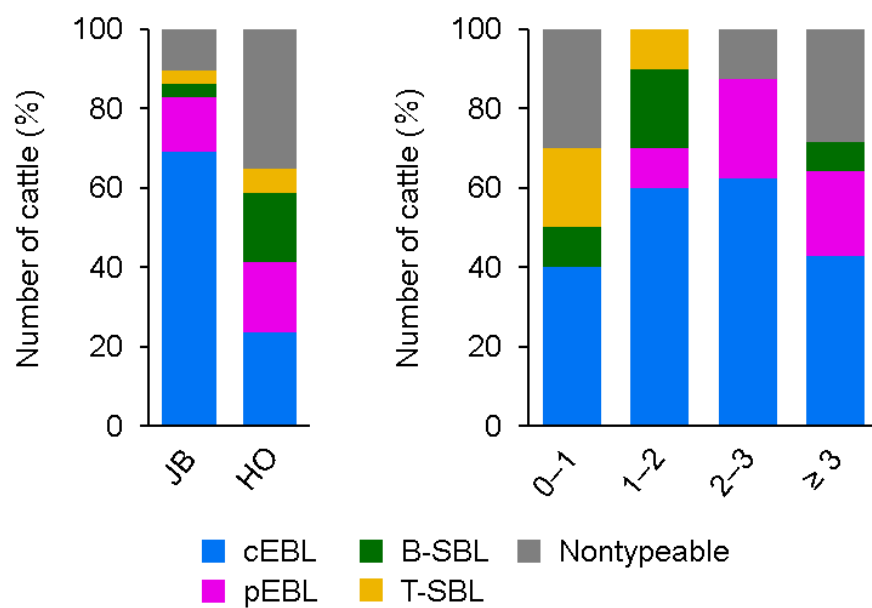 Number of cattle (%)
100
80
60
40
20
0
JB
HO
Number of cattle (%)
100
80
60
40
20
0
0–1
1–2
2–3
≥ 3
cEBL
B-SBL
Nontypeable
pEBL
T-SBL